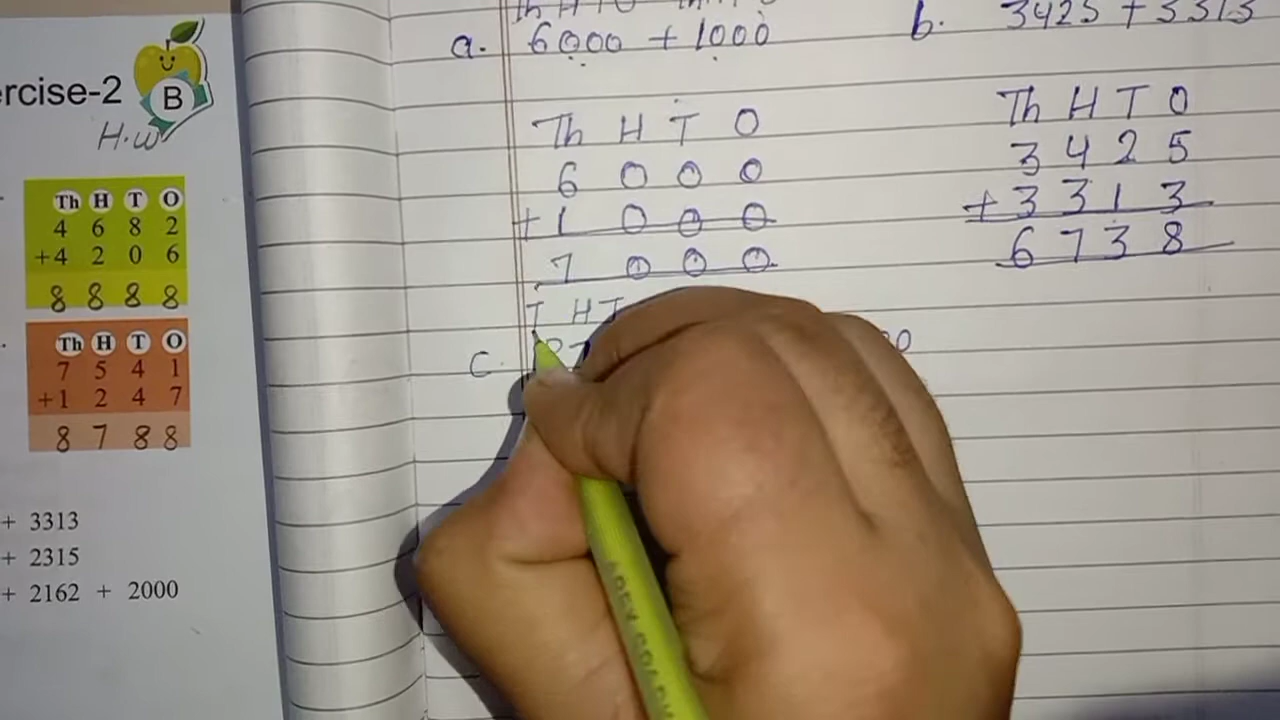 rcise-2
B
H.W
Th H T O
4 6 8 2
+4 2 0 6
8 8 8 8
Th H T O
7 5 4 1
+1 2 4 7
8 7 8 8
+ 3313
+ 2315
+ 2162 + 2000
a. 6000 + 1000
Th H T O
6 0 0 0
+ 1 0 0 0
7 0 0 0
b. 3425 + 3313
Th H T O
3 4 2 5
+ 3 3 1 3
6 7 3 8
T H T
c.